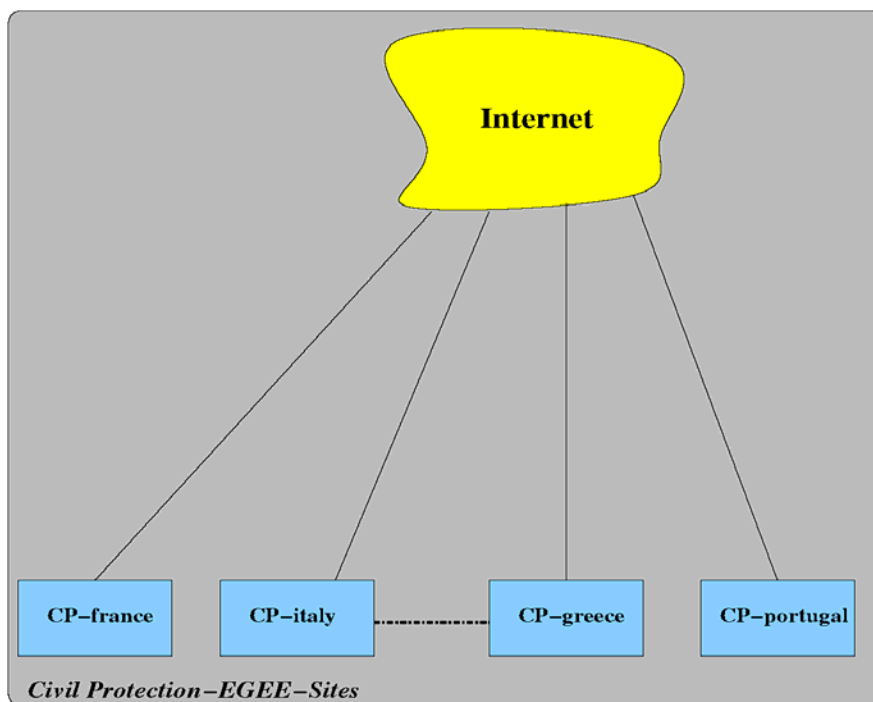 Internet
CP–france
CP–italy
CP–greece
CP–portugal
Civil Protection–EGEE–Sites